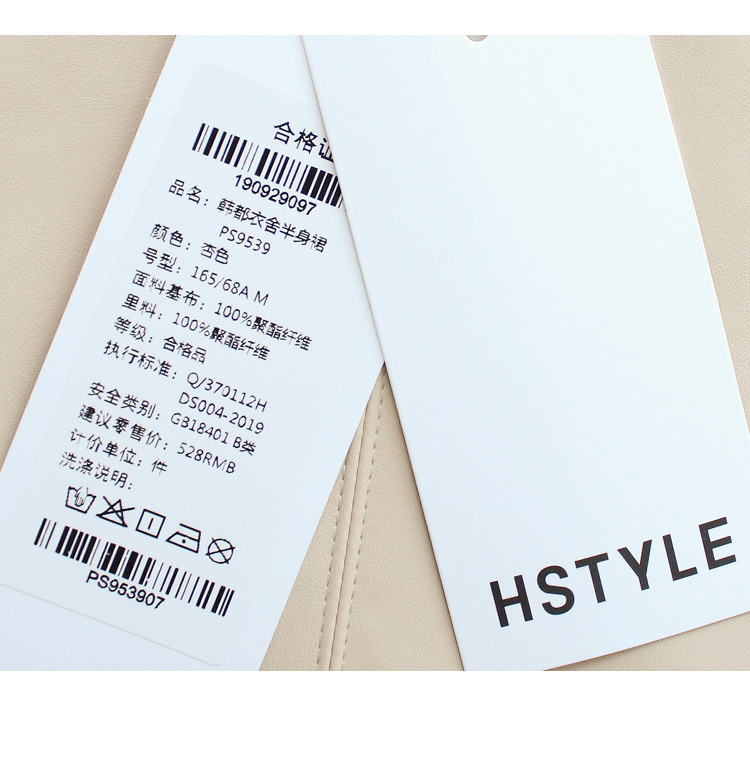 合格证
190929097
品名：韩都衣舍半身裙
PS9539
颜色：杏色
号型：165/68A M
面料基布：100%聚酯纤维
里料：100%聚酯纤维
等级：合格品
执行标准：Q/370112H
DS004-2019
安全类别：GB18401 B类
建议零售价：528RMB
计价单位：件
洗涤说明：
PS953907
HSTYLE